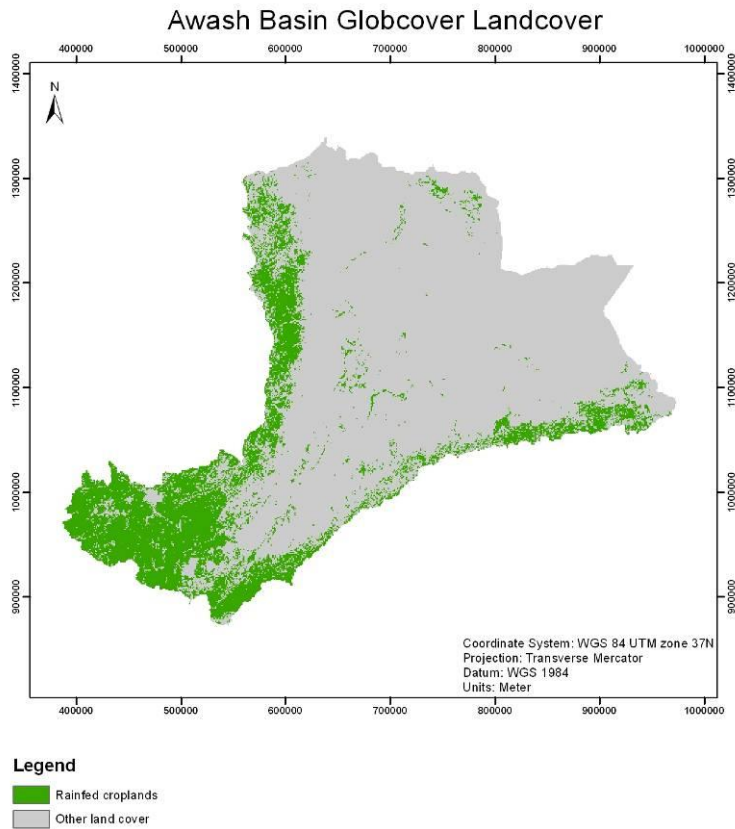 Awash Basin Globcover Landcover
400000 500000 600000 700000 800000 900000 1000000
1400000 1400000
N
1300000 1300000
1200000 1200000
1100000 1100000
1000000 1000000
900000 900000
Coordinate System: WGS 84 UTM zone 37N
Projection: Transverse Mercator
Datum: WGS 1984
Units: Meter
400000 500000 600000 700000 800000 900000 1000000
Legend
Rainfed croplands
Other land cover